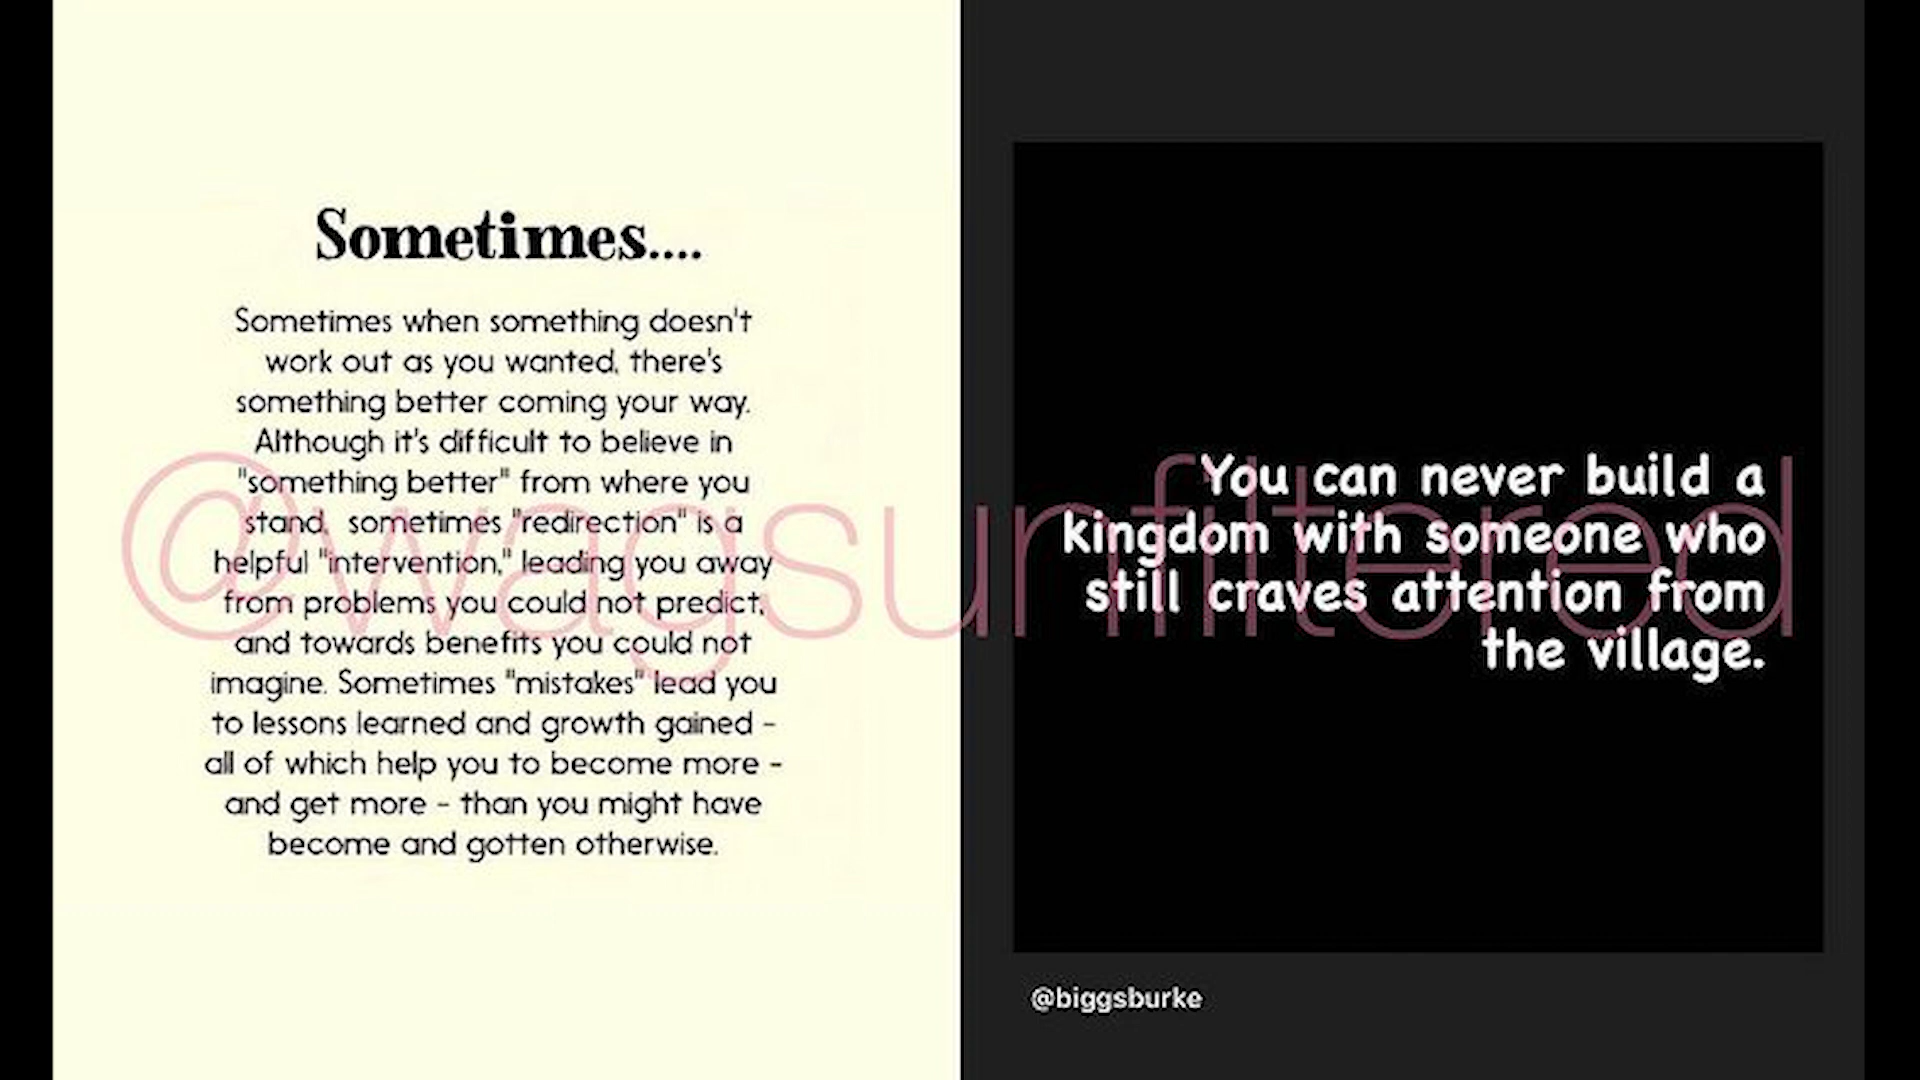 Sometimes....
Sometimes when something doesn't
work out as you wanted, there's
something better coming your way.
Although it's difficult to believe in
"something better" from where you
stand, sometimes "redirection" is a
helpful "intervention," leading you away
from problems you could not predict,
and towards benefits you could not
imagine. Sometimes "mistakes" lead you
to lessons learned and growth gained -
all of which help you to become more -
and get more - than you might have
become and gotten otherwise.
You can never build a
kingdom with someone who
still craves attention from
the village.
@biggsburke
@wagsunfiltered